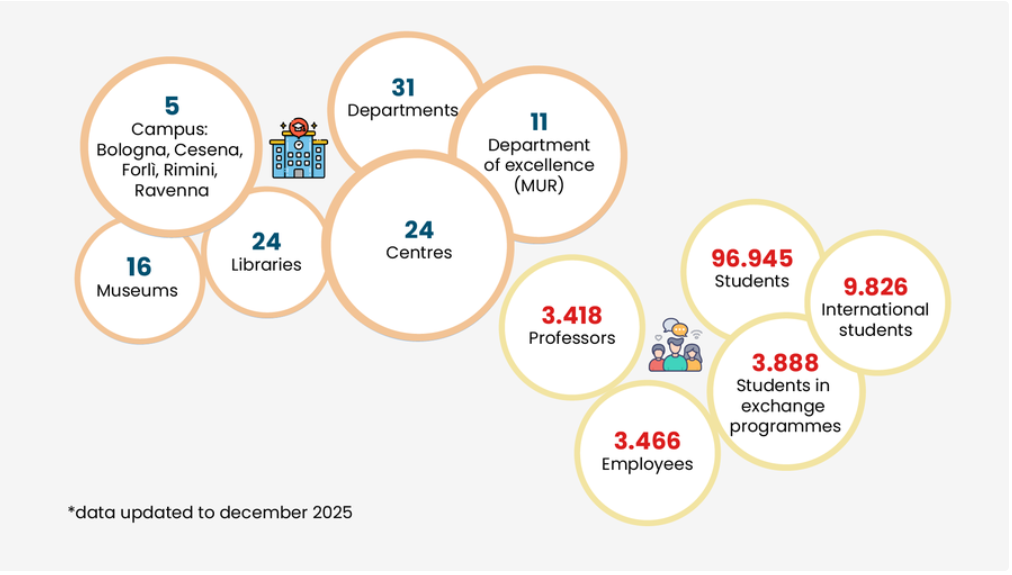 5
Campus:
Bologna, Cesena,
Forlì, Rimini,
Ravenna
31
Departments
11
Department
of excellence
(MUR)
16
Museums
24
Libraries
24
Centres
3.418
Professors
96.945
Students
9.826
International
students
3.888
Students in
exchange
programmes
3.466
Employees
*data updated to december 2025